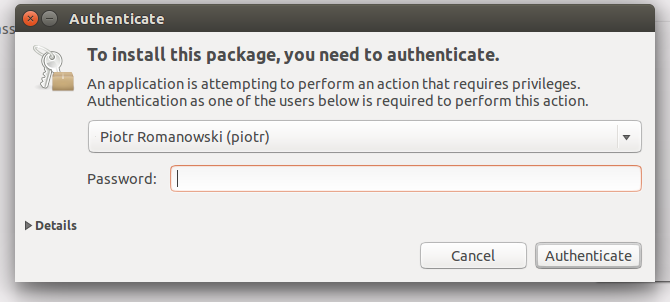 Authenticate
To install this package, you need to authenticate.
An application is attempting to perform an action that requires privileges.
Authentication as one of the users below is required to perform this action.
Piotr Romanowski (piotr)
Password:
Details
Cancel
Authenticate